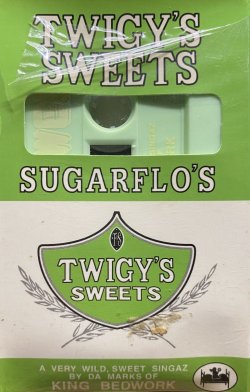 TWIGY'S
SWEETS
SUGARFLO'S
TWIGY'S
SWEETS
A VERY WILD, SWEET SINGAZ
BY DA MARKS OF
KING BEDWORK